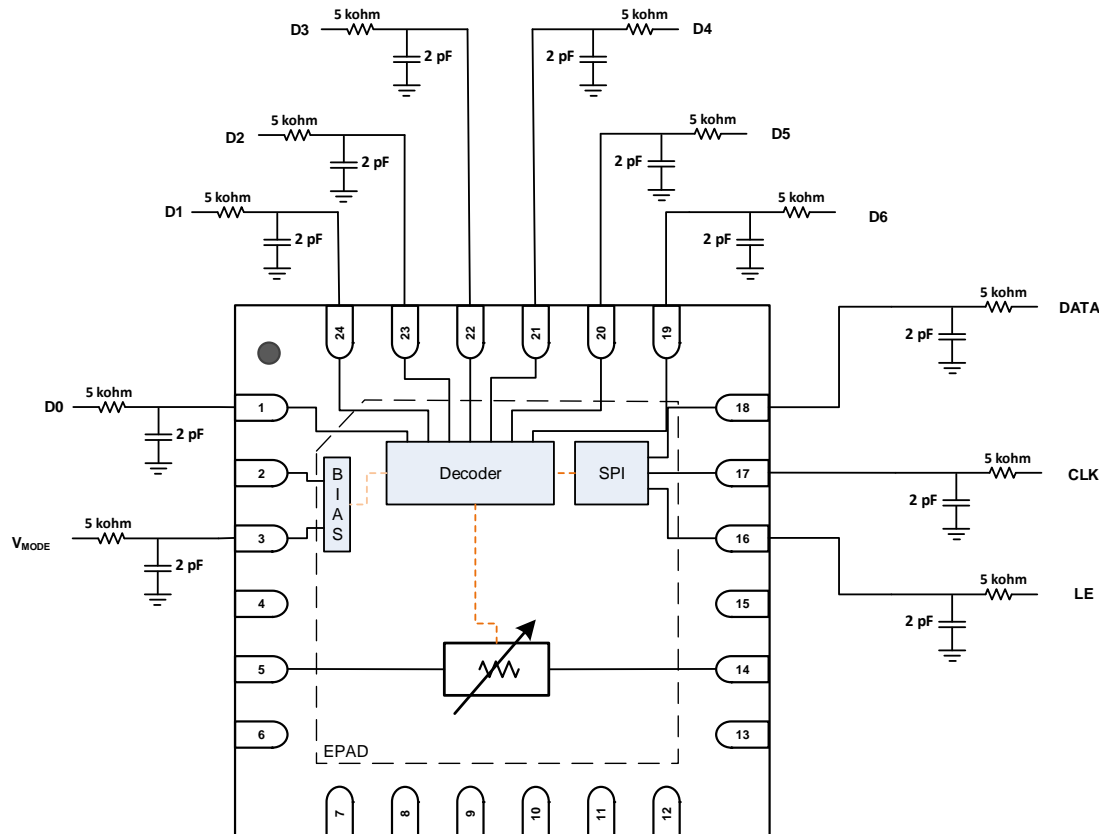 D3
5 kohm
2 pF
5 kohm
D4
2 pF
D2
5 kohm
2 pF
5 kohm
D5
2 pF
D1
5 kohm
2 pF
5 kohm
D6
2 pF
24
23
22
21
20
19
5 kohm
DATA
2 pF
D0
5 kohm
2 pF
1
18
2
BIAS
Decoder
SPI
17
5 kohm
CLK
2 pF
VMODE
5 kohm
2 pF
3
16
5 kohm
LE
2 pF
4
15
5
14
6
13
EPAD
7
8
9
10
11
12